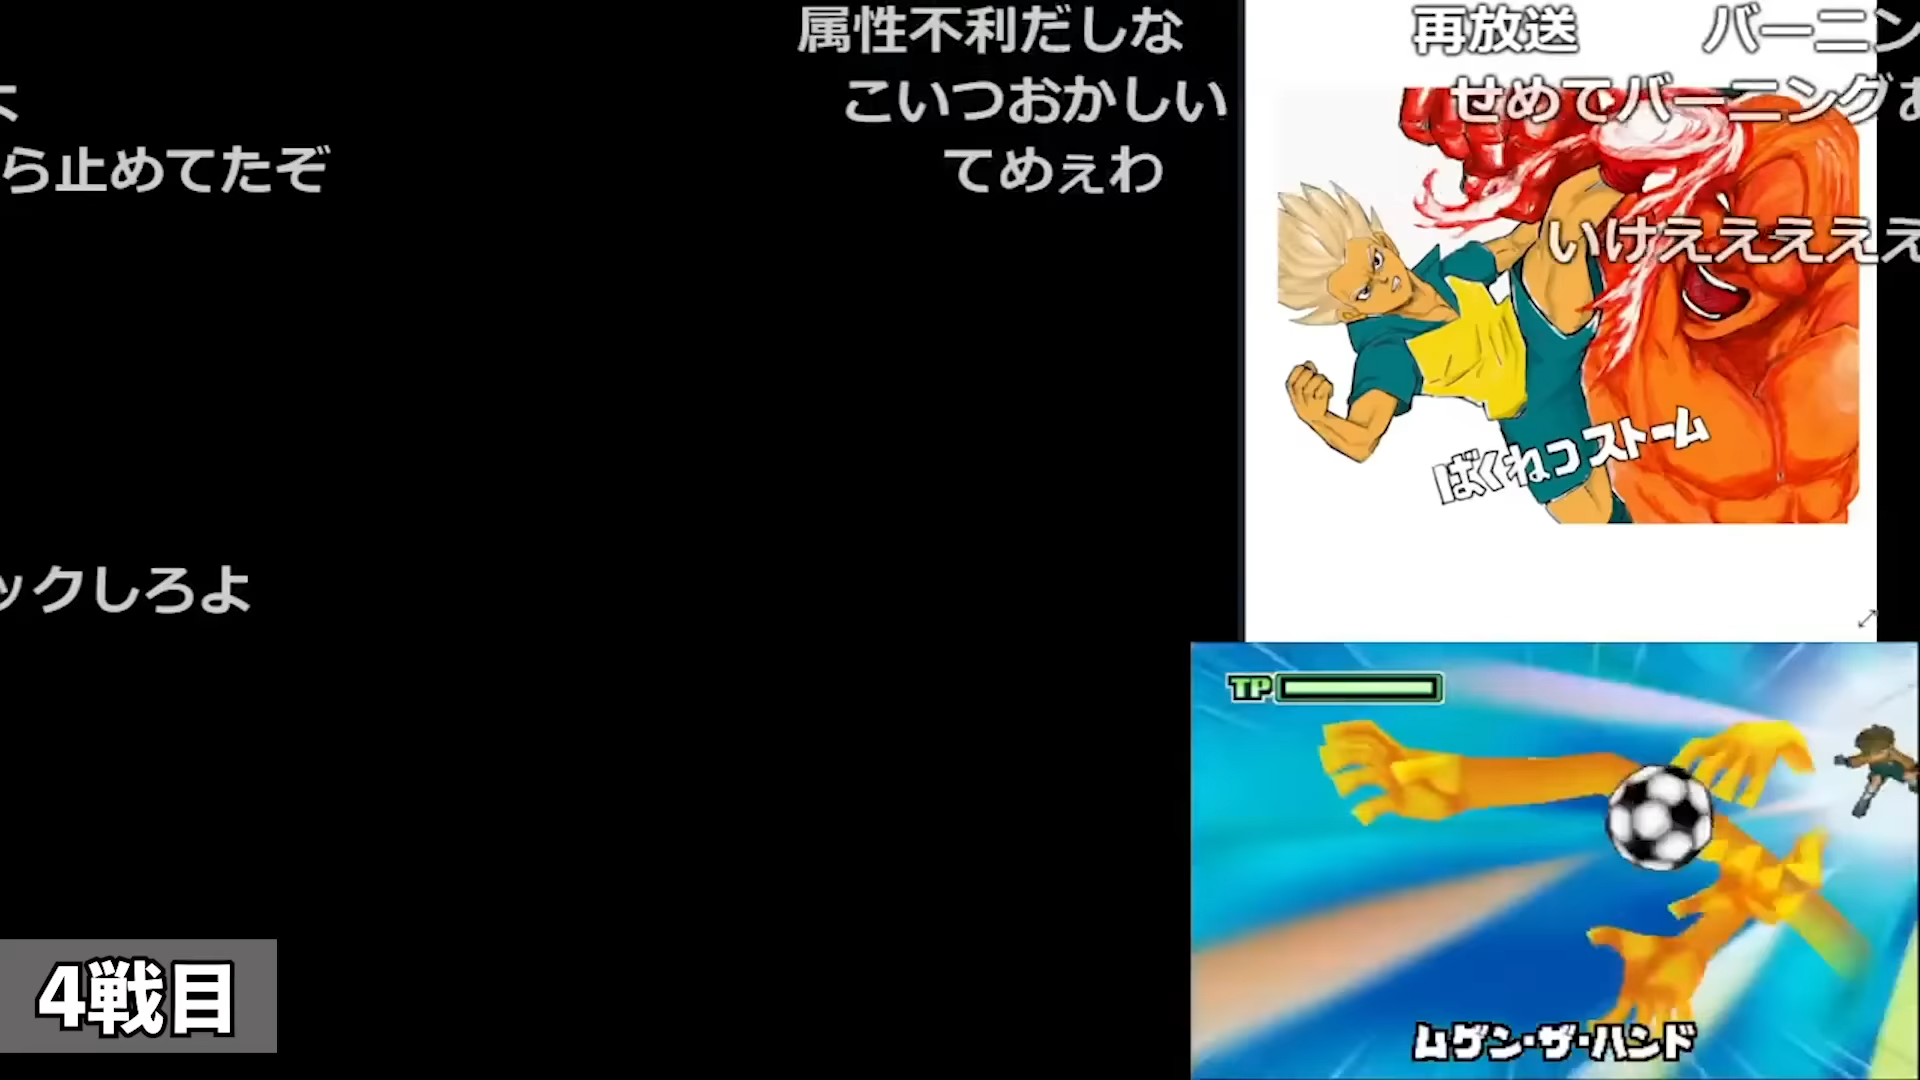 属性不利だしな
再放送
バーニン
こいつおかしい
せめてバーニングあ
ら止めてたぞ
てめぇわ
いけええええええ
ばくねつストーム
ックしろよ
TP
4戦目
ムゲン・ザ・ハンド